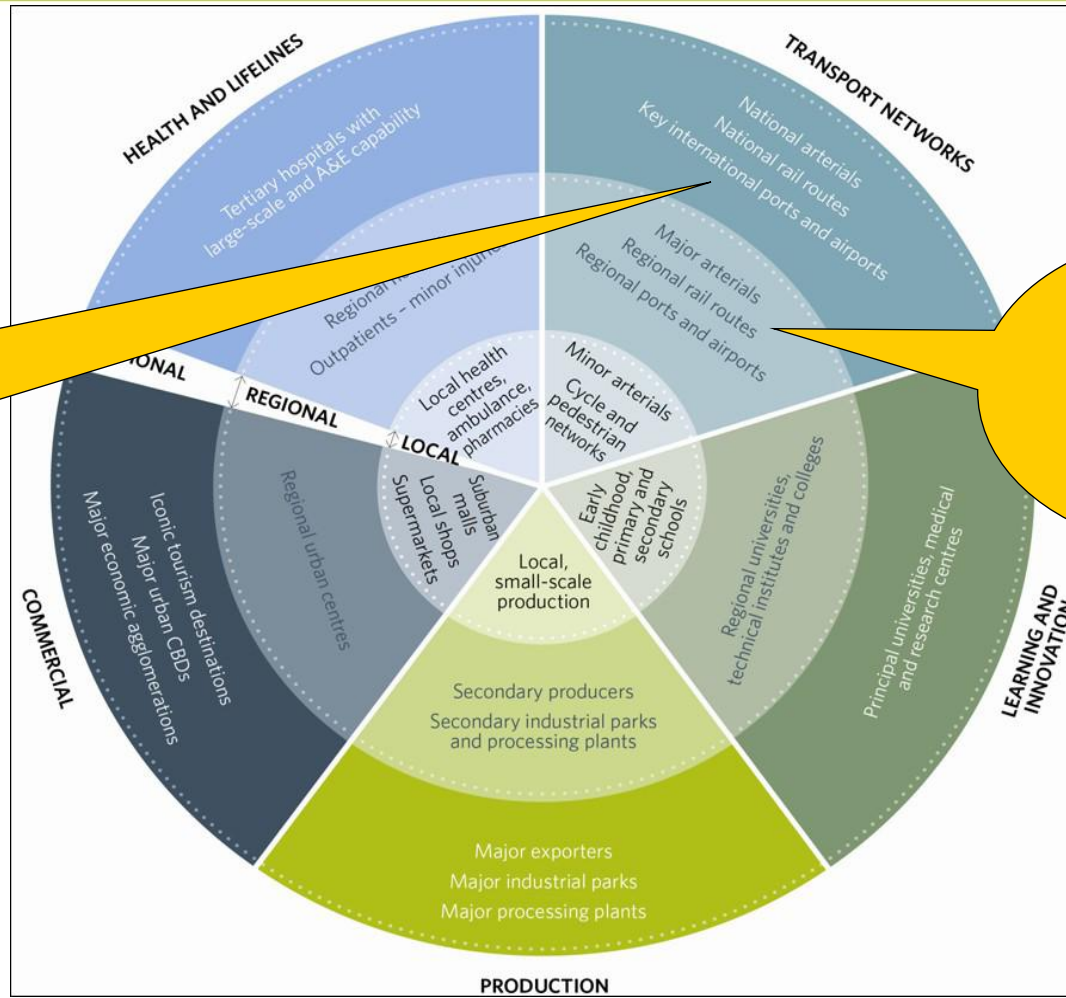 HEALTH AND LIFELINES
Tertiary hospitals with
large-scale and A&E capability
Regional
Outpatients – minor
Local health
centres,
ambulance,
pharmacies
TRANSPORT NETWORKS
National arterials
National rail routes
Key international ports and airports
Major arterials
Regional rail routes
Regional ports and airports
Minor arterials
Cycle and
pedestrian
networks
REGIONAL
LOCAL
COMMERCIAL
Iconic tourism destinations
Major urban CBDs
Major economic agglomerations
Regional urban centres
Suburban
malls
Local shops
Supermarkets
Early
childhood,
primary and
secondary
schools
Regional universities,
technical institutes and colleges
Principal universities, medical
and research centres
LEARNING AND
INNOVATION
Local,
small-scale
production
Secondary producers
Secondary industrial parks
and processing plants
Major exporters
Major industrial parks
Major processing plants
PRODUCTION